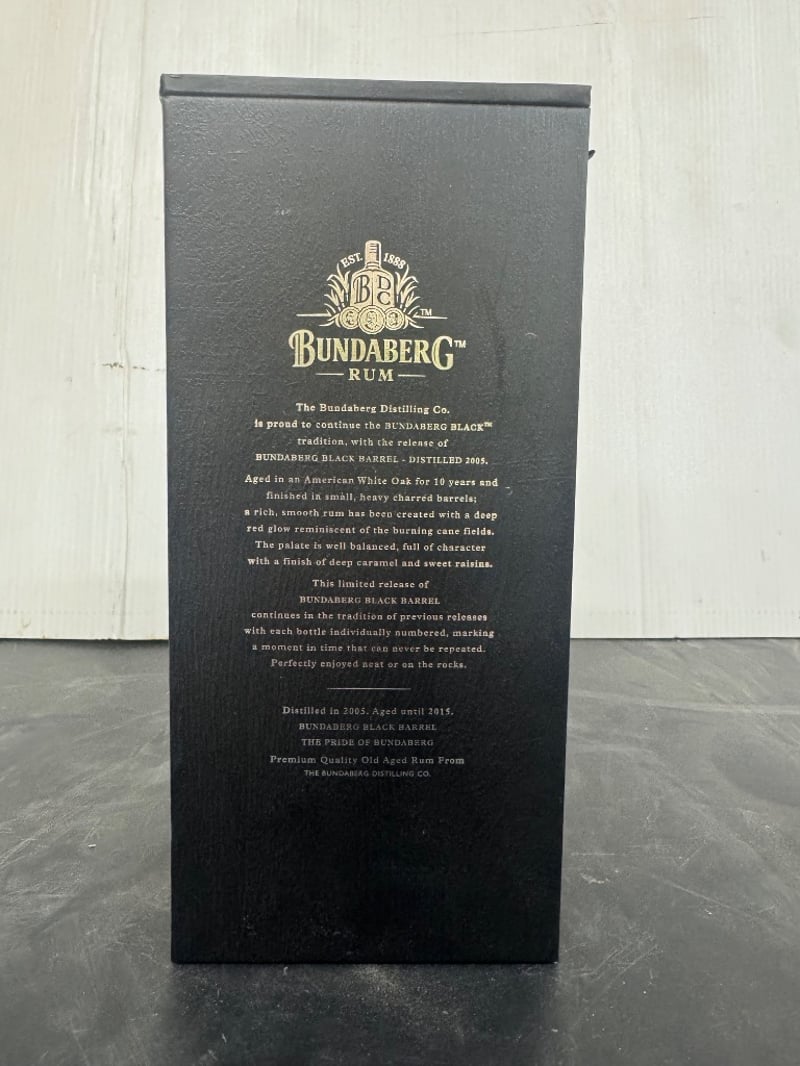 EST. 1888
BDC
TM
BUNDABERG™
RUM
The Bundaberg Distilling Co.
is proud to continue the BUNDABERG BLACK™
tradition, with the release of
BUNDABERG BLACK BARREL - DISTILLED 2005.
Aged in an American White Oak for 10 years and
finished in small, heavy charred barrels;
a rich, smooth rum has been created with a deep
red glow reminiscent of the burning cane fields.
The palate is well balanced, full of character
with a finish of deep caramel and sweet raisins.
This limited release of
BUNDABERG BLACK BARREL
continues in the tradition of previous releases
with each bottle individually numbered, marking
a moment in time that can never be repeated.
Perfectly enjoyed neat or on the rocks.
Distilled in 2005. Aged until 2015.
BUNDABERG BLACK BARREL
THE PRIDE OF BUNDABERG
Premium Quality Old Aged Rum From
THE BUNDABERG DISTILLING CO.